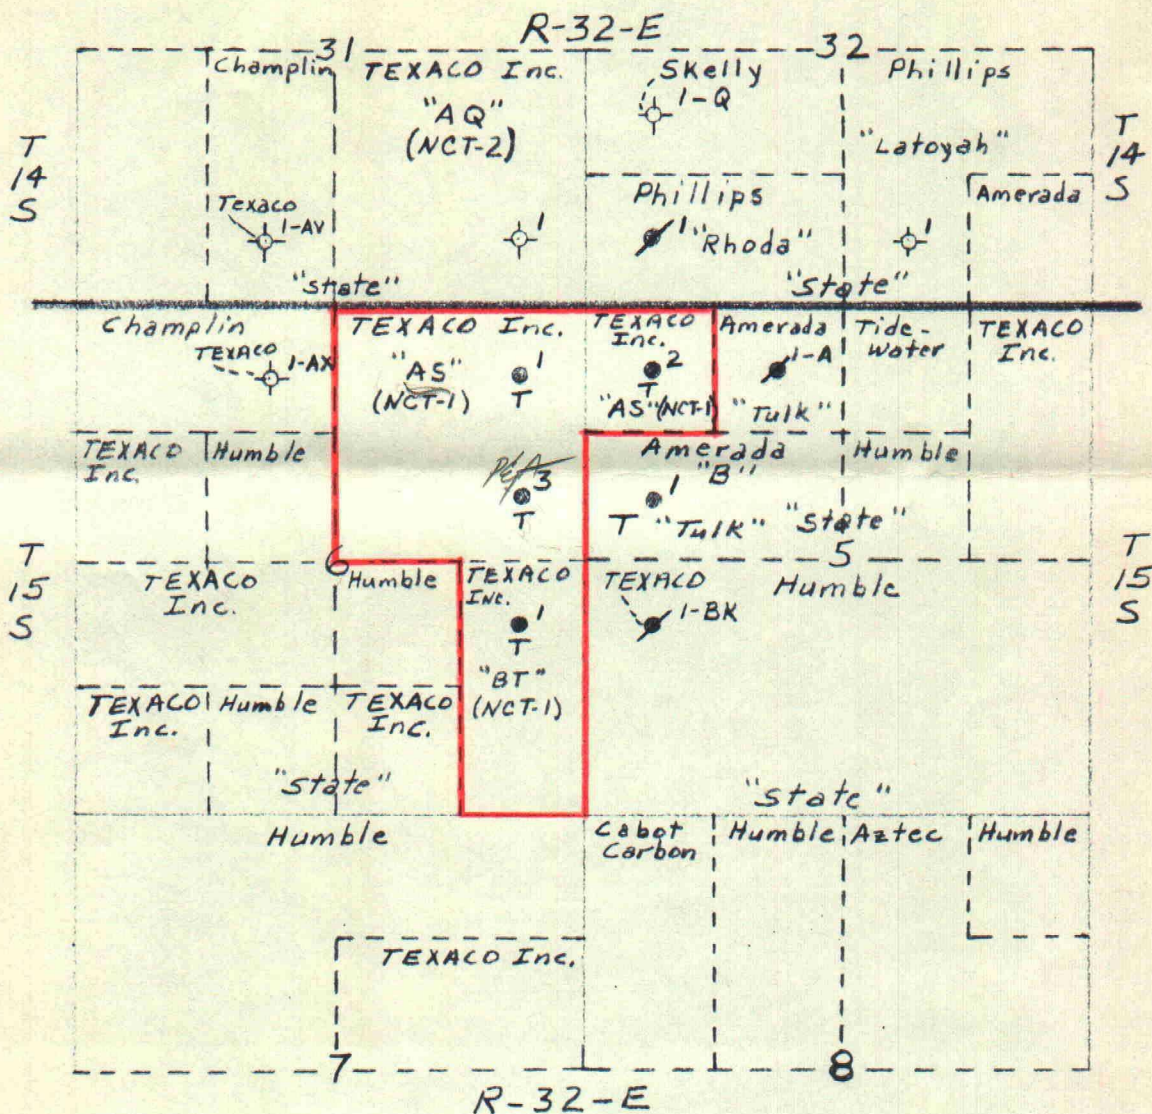 R-32-E
31
32
Champlin
TEXACO Inc.
Skelly
Phillips
1-Q
"AQ"
(NCT-2)
"Latoyah"
T
14
S
T
14
S
Phillips
Amerada
Texaco
1-AV
1
1 "Rhoda"
1
"State"
"State"
Champlin
TEXACO Inc.
TEXACO
Inc.
Amerada
Tide-
water
TEXACO
Inc.
TEXACO
1-AX
"AS"
(NCT-1)
1
T
2
T
"AS" (NCT-1)
1-A
"Tulk"
TEXACO
Inc.
Humble
P&A
3
T
Amerada
"B"
1
T "Tulk"
"State"
Humble
6
5
T
15
S
T
15
S
TEXACO
Inc.
Humble
TEXACO
INC.
1
T
"BT"
(NCT-1)
TEXACO
1-BK
Humble
TEXACO
Inc.
Humble
TEXACO
Inc.
"State"
"State"
Humble
Cabot
Carbon
Humble
Aztec
Humble
TEXACO Inc.
7
8
R-32-E